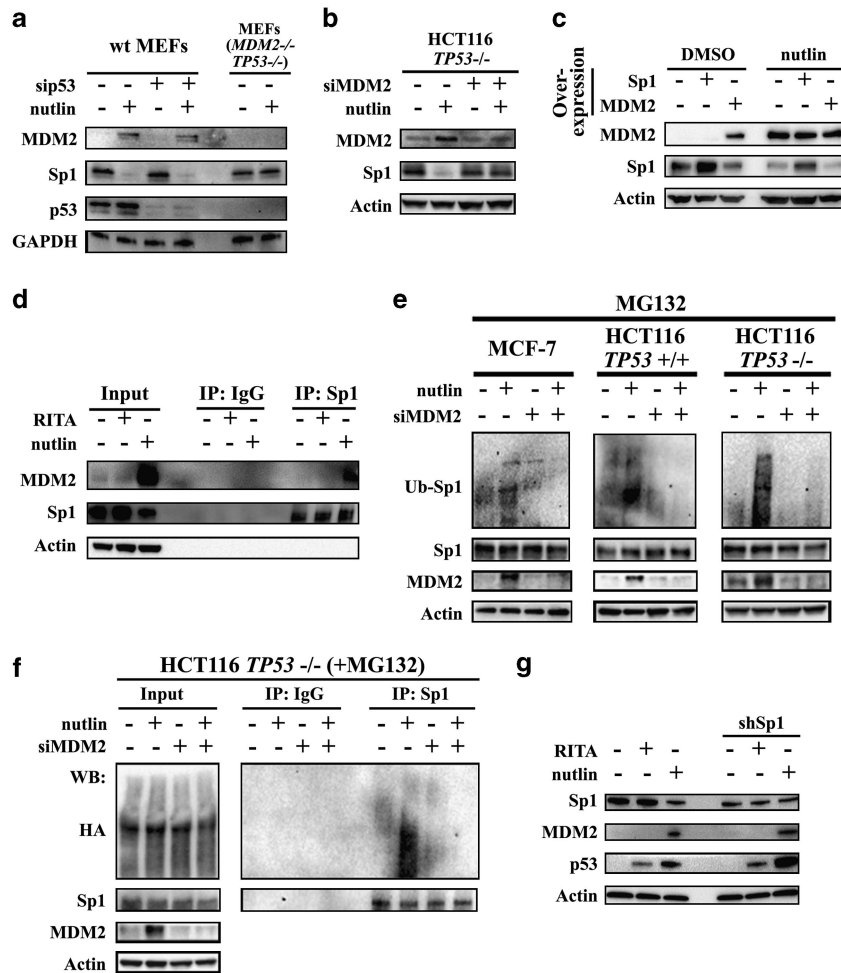 a
wt MEFs
MEFs
(MDM2-/-
TP53-/-)
sip53 - - + + - -
nutlin - + - + - +
MDM2
Sp1
p53
GAPDH
b
HCT116
TP53-/-
siMDM2 - - + +
nutlin - + - +
MDM2
Sp1
Actin
c
Over-
expression
DMSO nutlin
Sp1 - + - - + -
MDM2 - - + - - +
MDM2
Sp1
Actin
d
Input IP: IgG IP: Sp1
RITA - + - - + - - + -
nutlin - - + - - + - - +
MDM2
Sp1
Actin
e
MG132
MCF-7
HCT116
TP53 +/+
HCT116
TP53 -/-
nutlin - + - + - + - + - + - +
siMDM2 - - + + - - + + - - + +
Ub-Sp1
Sp1
MDM2
Actin
f
HCT116 TP53 -/- (+MG132)
Input IP: IgG IP: Sp1
nutlin - + - + - + - + - + - +
siMDM2 - - + + - - + + - - + +
WB:
HA
Sp1
MDM2
Actin
g
shSp1
RITA - + - - + -
nutlin - - + - - +
Sp1
MDM2
p53
Actin